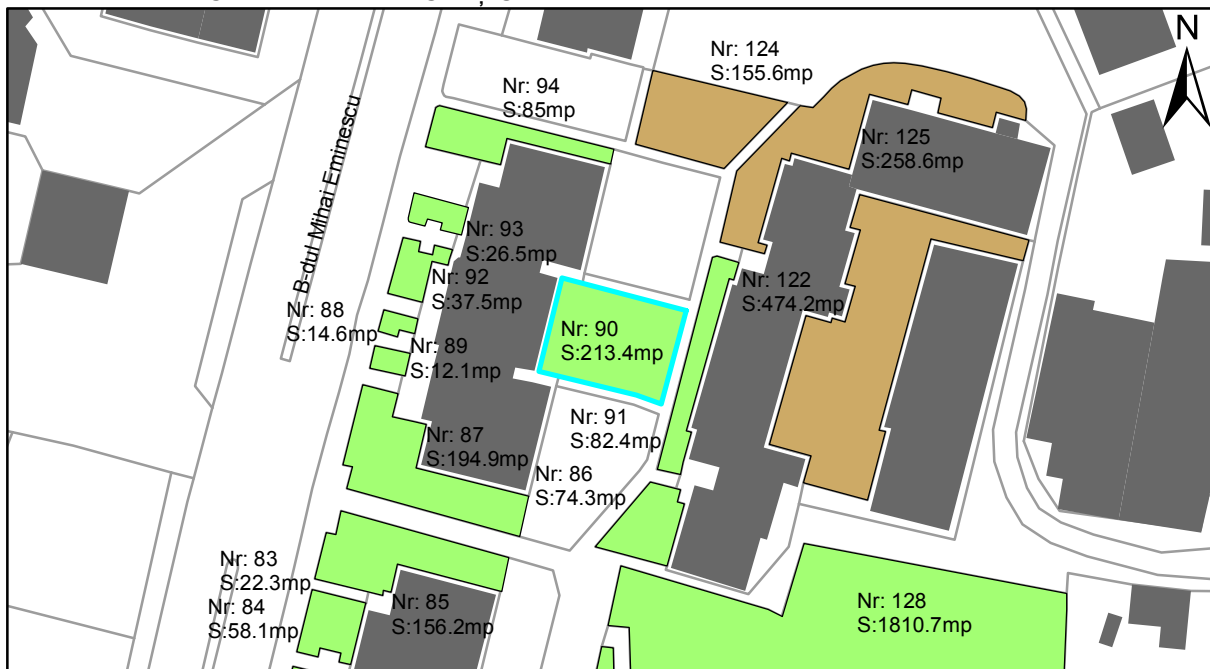 N
Nr: 124
S:155.6mp
Nr: 94
S:85mp
Nr: 125
S:258.6mp
B-dul Mihai Eminescu
Nr: 93
S:26.5mp
Nr: 92
S:37.5mp
Nr: 122
S:474.2mp
Nr: 88
S:14.6mp
Nr: 90
S:213.4mp
Nr: 89
S:12.1mp
Nr: 91
S:82.4mp
Nr: 87
S:194.9mp
Nr: 86
S:74.3mp
Nr: 83
S:22.3mp
Nr: 84
S:58.1mp
Nr: 85
S:156.2mp
Nr: 128
S:1810.7mp